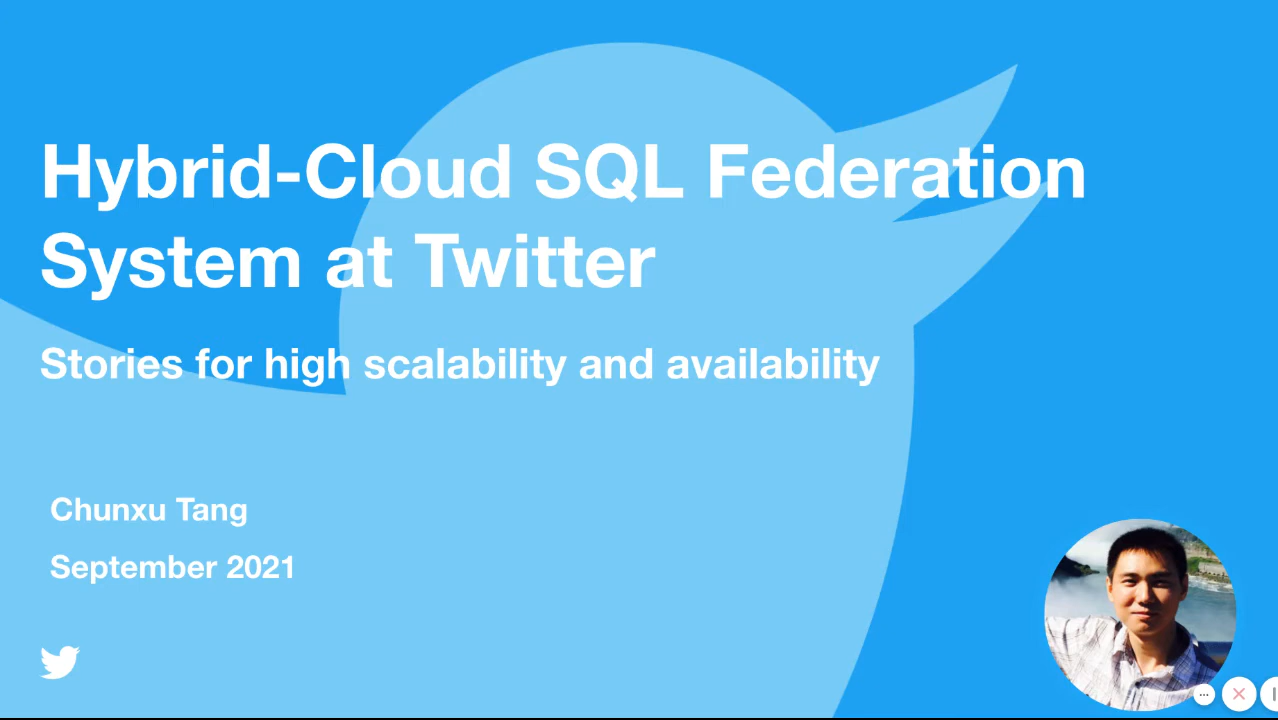 Hybrid-Cloud SQL Federation
System at Twitter
Stories for high scalability and availability
Chunxu Tang
September 2021